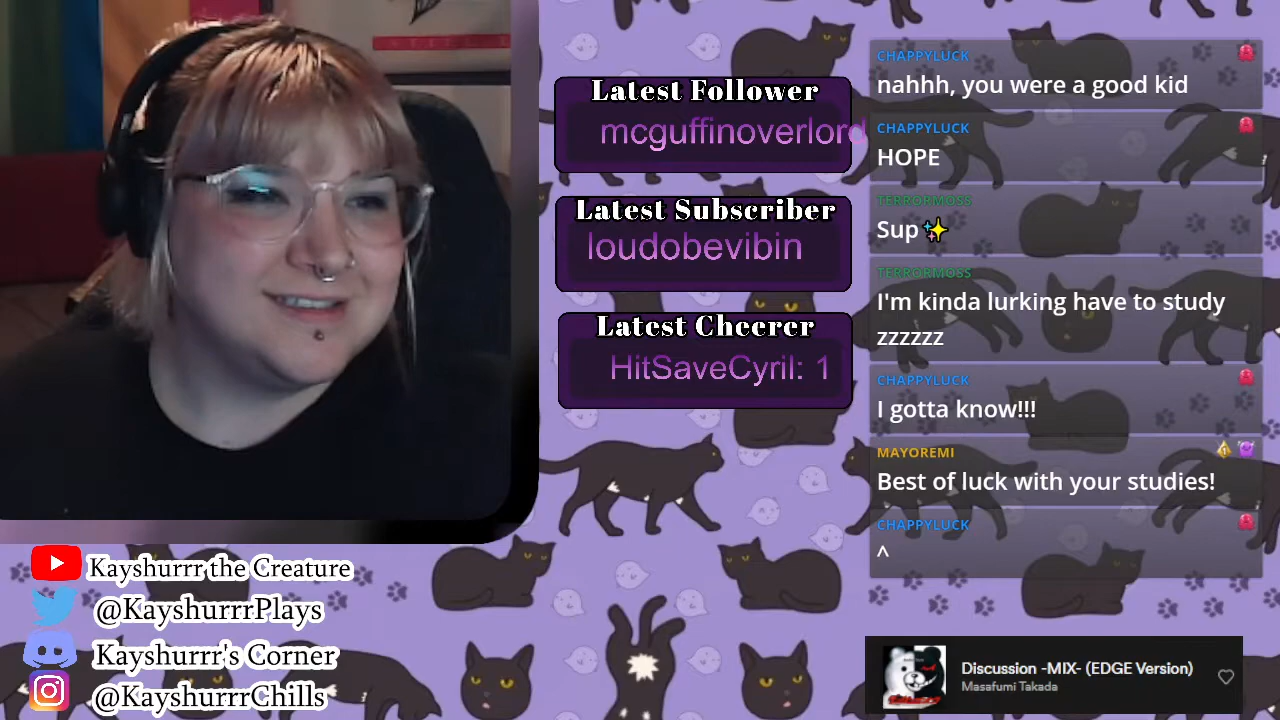 Latest Follower
mcguffinoverlord
Latest Subscriber
loudobevibin
Latest Cheerer
HitSaveCyril: 1
CHAPPYLUCK
nahhh, you were a good kid
CHAPPYLUCK
HOPE
TERRORMOSS
Sup✨
TERRORMOSS
I'm kinda lurking have to study
zzzzzz
CHAPPYLUCK
I gotta know!!!
MAYOREMI
Best of luck with your studies!
CHAPPYLUCK
^
Kayshurrr the Creature
@KayshurrrPlays
Kayshurrr's Corner
@KayshurrrChills
Discussion -MIX- (EDGE Version)
Masafumi Takada